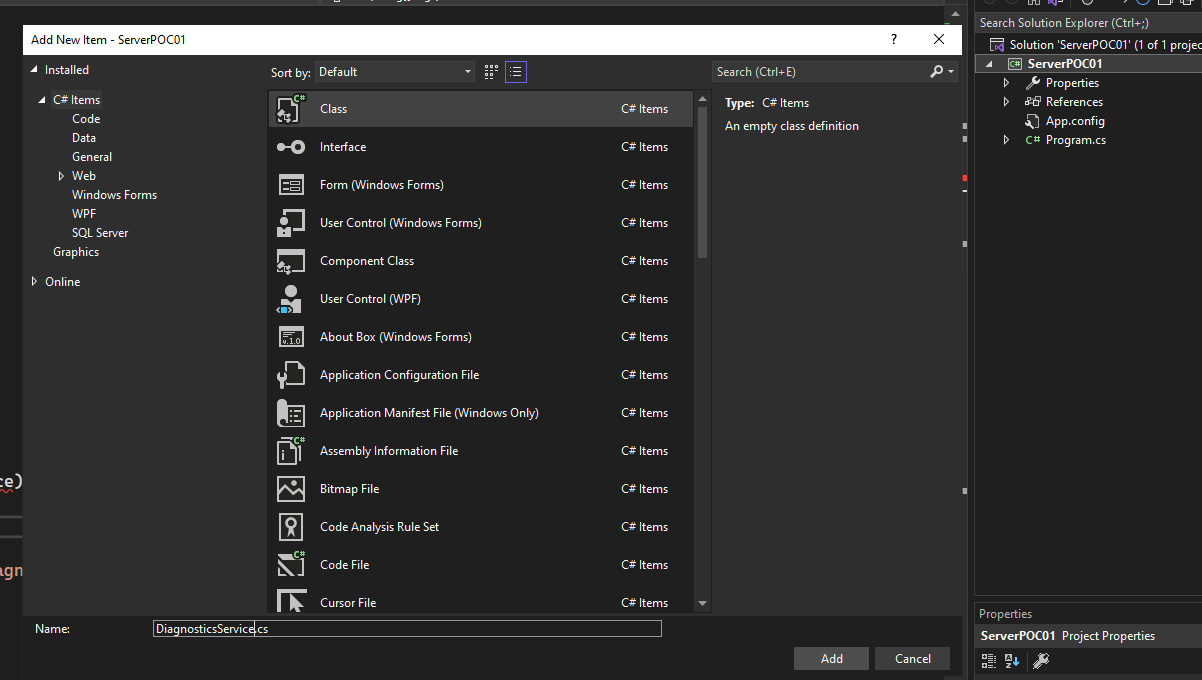 Add New Item - ServerPOC01
?
Installed
C# Items
Code
Data
General
Web
Windows Forms
WPF
SQL Server
Graphics
Online
Sort by: Default
Search (Ctrl+E)
Class C# Items
Interface C# Items
Form (Windows Forms) C# Items
User Control (Windows Forms) C# Items
Component Class C# Items
User Control (WPF) C# Items
About Box (Windows Forms) C# Items
Application Configuration File C# Items
Application Manifest File (Windows Only) C# Items
Assembly Information File C# Items
Bitmap File C# Items
Code Analysis Rule Set C# Items
Code File C# Items
Cursor File C# Items
Type: C# Items
An empty class definition
Name: DiagnosticsService.cs
Add
Cancel
ce)
agn
Search Solution Explorer (Ctrl+;)
Solution 'ServerPOC01' (1 of 1 projec
C# ServerPOC01
Properties
References
App.config
C# Program.cs
Properties
ServerPOC01 Project Properties